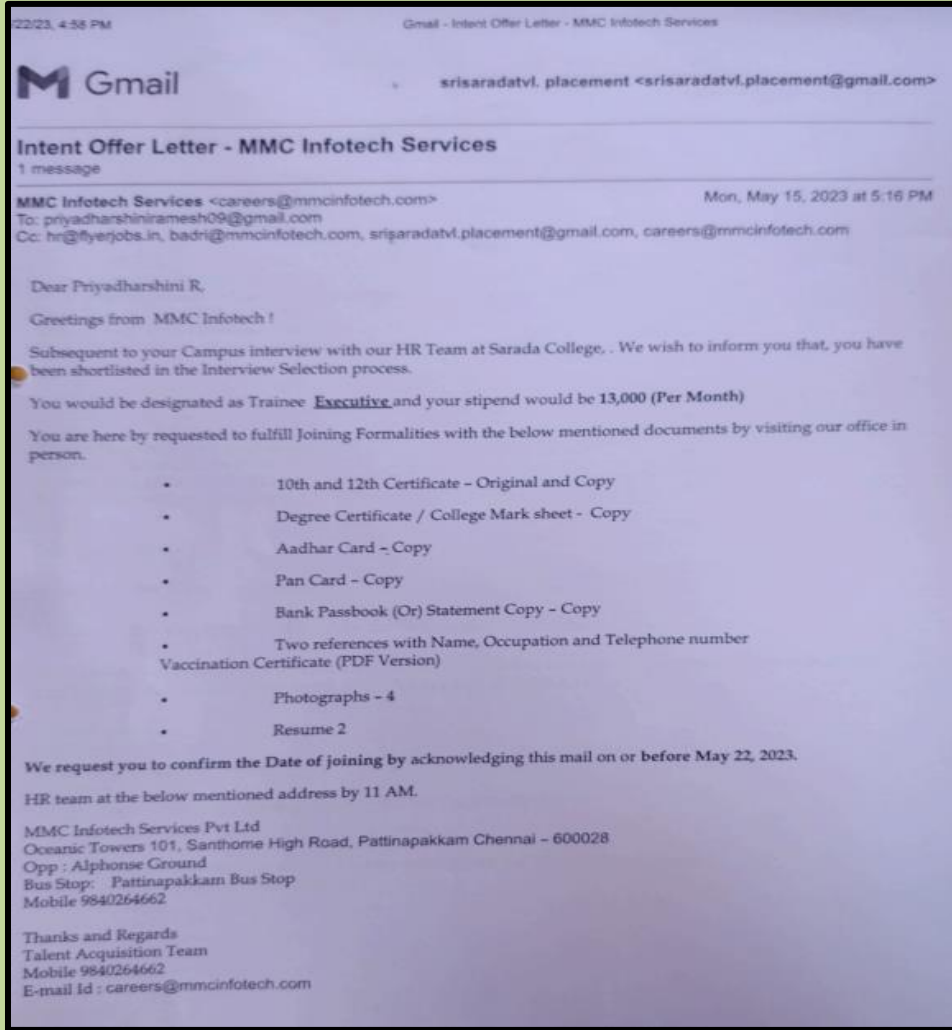 22/23, 4:58 PM
Gmail - Intent Offer Letter - MMC Infotech Services
Gmail
srisaradatvl. placement <srisaradatvl.placement@gmail.com>
Intent Offer Letter - MMC Infotech Services
1 message
MMC Infotech Services <careers@mmcinfotech.com>
Mon, May 15, 2023 at 5:16 PM
To: priyadharshiniramesh09@gmail.com
Cc: hr@flyerjobs.in, badri@mmcinfotech.com, srisaradatvl.placement@gmail.com, careers@mmcinfotech.com
Dear Priyadharshini R,
Greetings from MMC Infotech !
Subsequent to your Campus interview with our HR Team at Sarada College, . We wish to inform you that, you have
been shortlisted in the Interview Selection process.
You would be designated as Trainee Executive and your stipend would be 13,000 (Per Month)
You are here by requested to fulfill Joining Formalities with the below mentioned documents by visiting our office in
person.
• 10th and 12th Certificate – Original and Copy
• Degree Certificate / College Mark sheet - Copy
• Aadhar Card – Copy
• Pan Card – Copy
• Bank Passbook (Or) Statement Copy – Copy
• Two references with Name, Occupation and Telephone number
Vaccination Certificate (PDF Version)
• Photographs – 4
• Resume 2
We request you to confirm the Date of joining by acknowledging this mail on or before May 22, 2023.
HR team at the below mentioned address by 11 AM.
MMC Infotech Services Pvt Ltd
Oceanic Towers 101, Santhome High Road, Pattinapakkam Chennai – 600028
Opp : Alphonse Ground
Bus Stop: Pattinapakkam Bus Stop
Mobile 9840264662
Thanks and Regards
Talent Acquisition Team
Mobile 9840264662
E-mail Id : careers@mmcinfotech.com